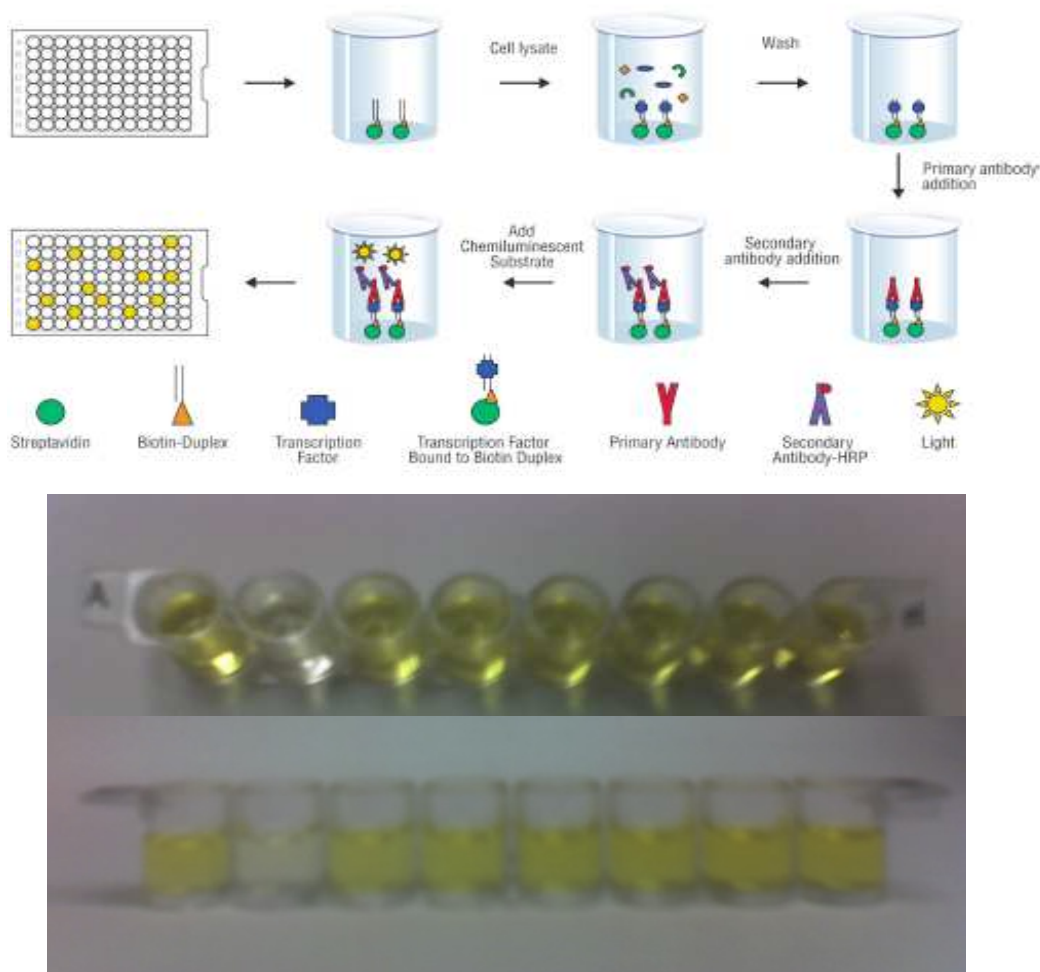 Cell lysate
Wash
Primary antibody
addition
Secondary
antibody addition
Add
Chemiluminescent
Substrate
Streptavidin
Biotin-Duplex
Transcription
Factor
Transcription Factor
Bound to Biotin Duplex
Primary Antibody
Secondary
Antibody-HRP
Light
A